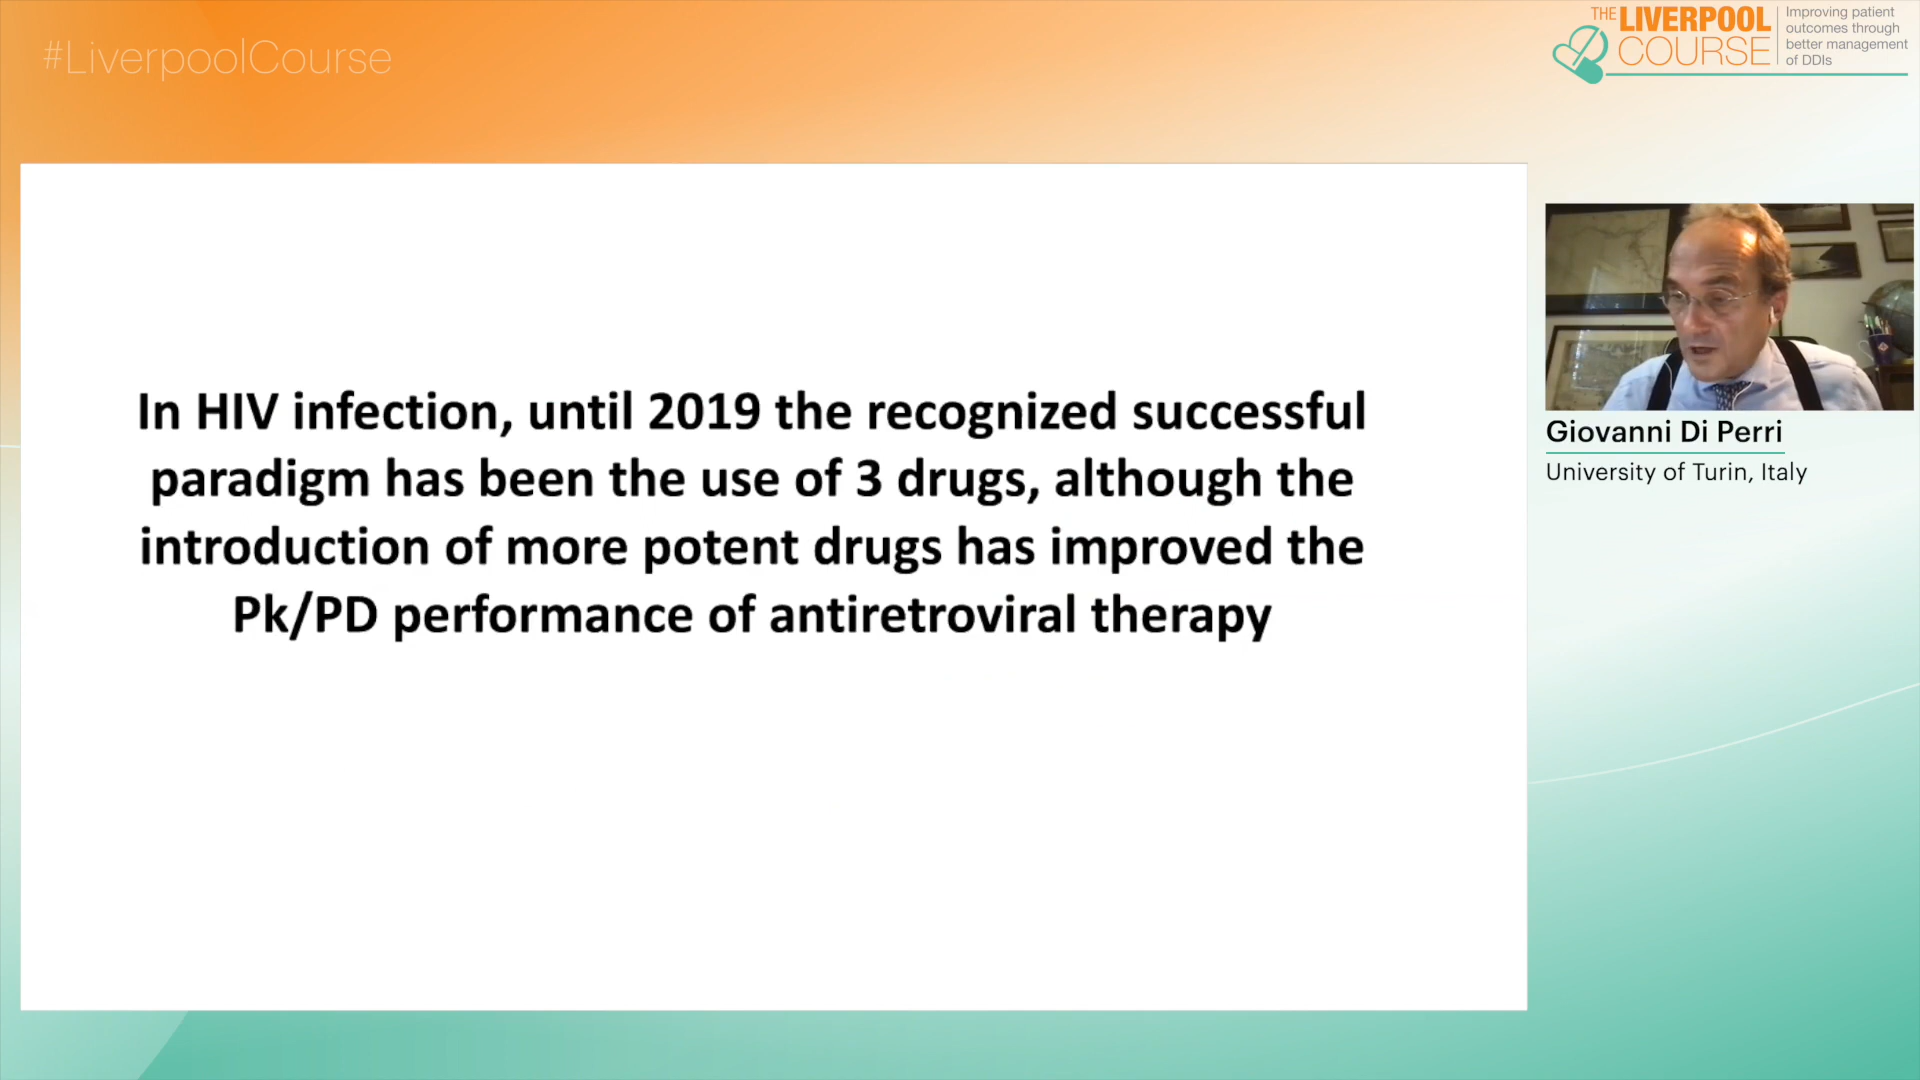 #LiverpoolCourse
THE LIVERPOOL
COURSE
Improving patient
outcomes through
better management
of DDIs
In HIV infection, until 2019 the recognized successful
paradigm has been the use of 3 drugs, although the
introduction of more potent drugs has improved the
Pk/PD performance of antiretroviral therapy
Giovanni Di Perri
University of Turin, Italy